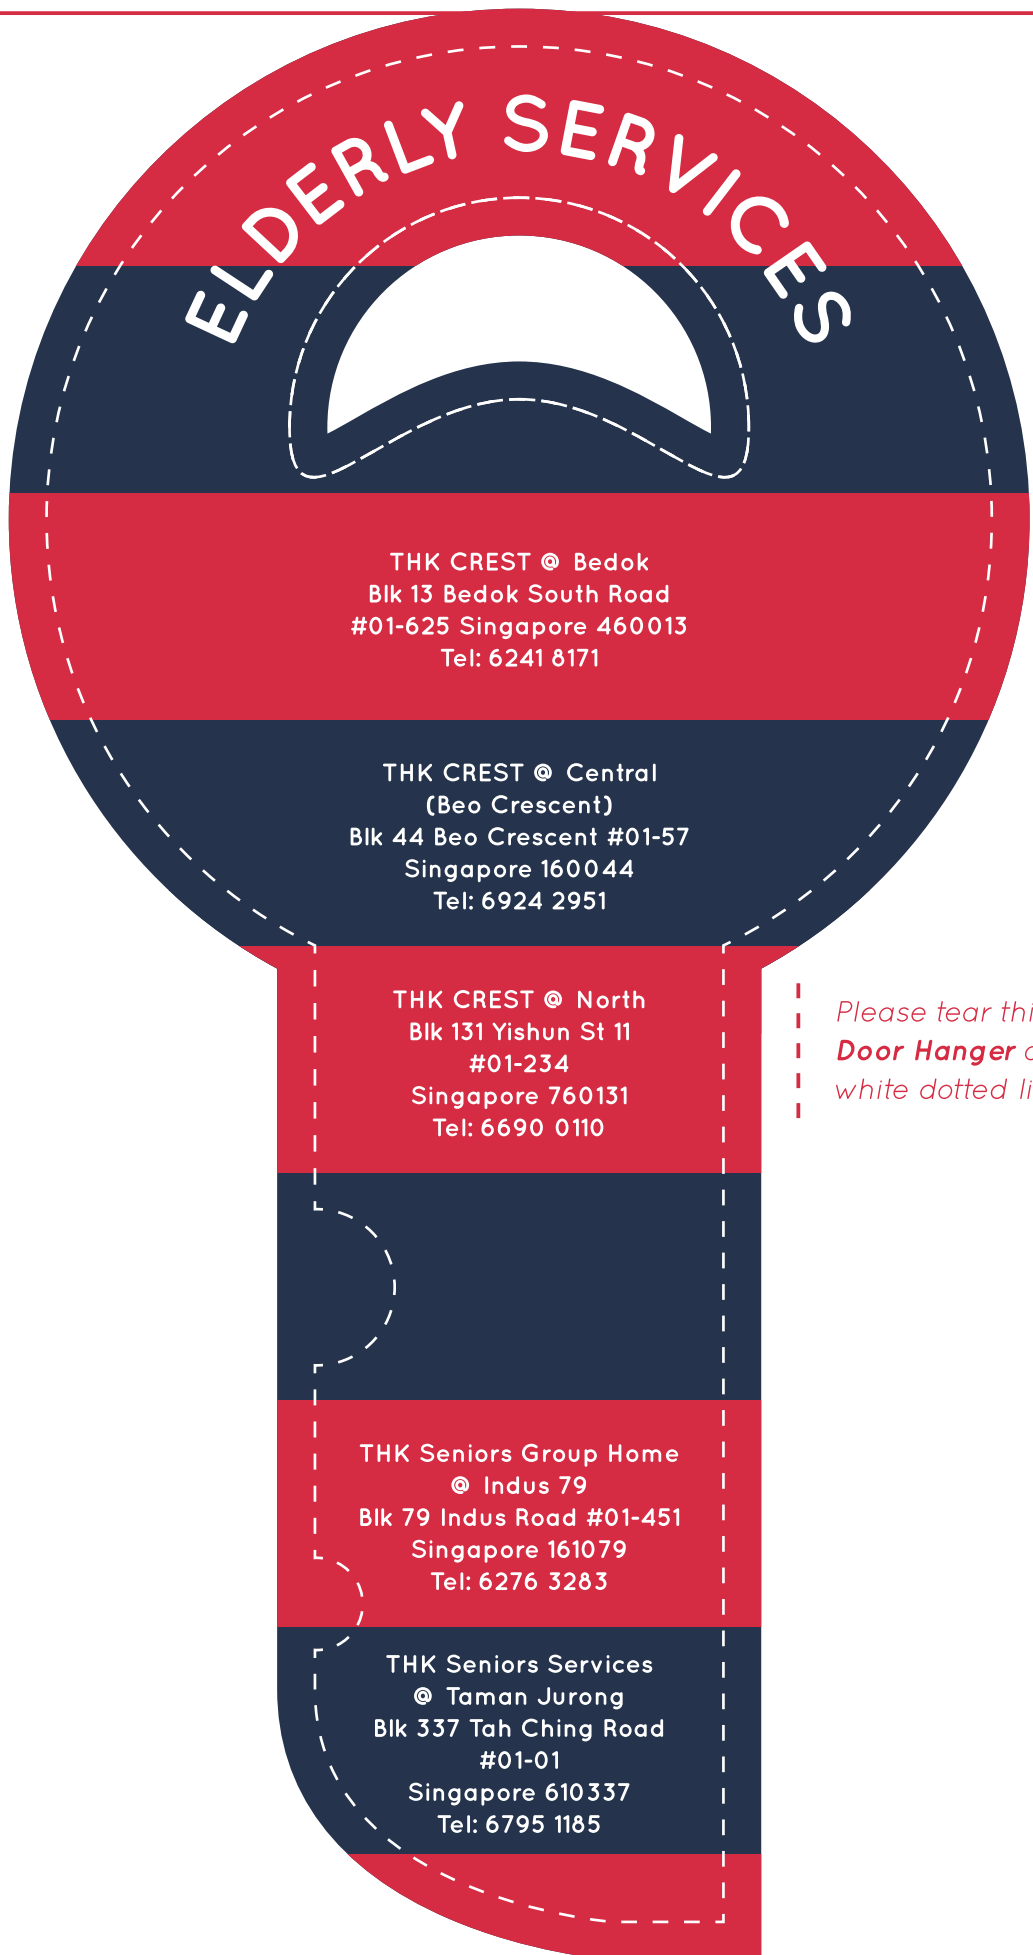 ELDERLY SERVICES
THK CREST @ Bedok
Blk 13 Bedok South Road
#01-625 Singapore 460013
Tel: 6241 8171
THK CREST @ Central
(Beo Crescent)
Blk 44 Beo Crescent #01-57
Singapore 160044
Tel: 6924 2951
THK CREST @ North
Blk 131 Yishun St 11
#01-234
Singapore 760131
Tel: 6690 0110
Please tear
Door Hanger
white dotted
THK Seniors Group Home
@ Indus 79
Blk 79 Indus Road #01-451
Singapore 161079
Tel: 6276 3283
THK Seniors Services
@ Taman Jurong
Blk 337 Tah Ching Road
#01-01
Singapore 610337
Tel: 6795 1185